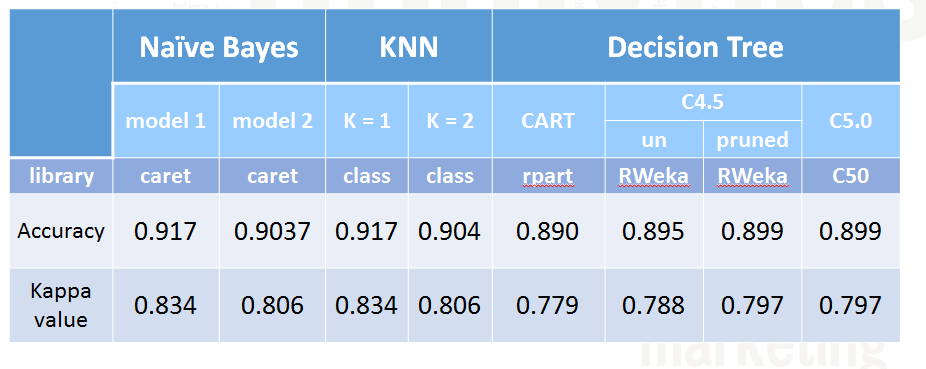 Naïve Bayes KNN Decision Tree
model 1 model 2 K = 1 K = 2 CART C4.5 C5.0
un pruned
library caret caret class class rpart RWeka RWeka C50
Accuracy 0.917 0.9037 0.917 0.904 0.890 0.895 0.899 0.899
Kappa
value 0.834 0.806 0.834 0.806 0.779 0.788 0.797 0.797
marketing